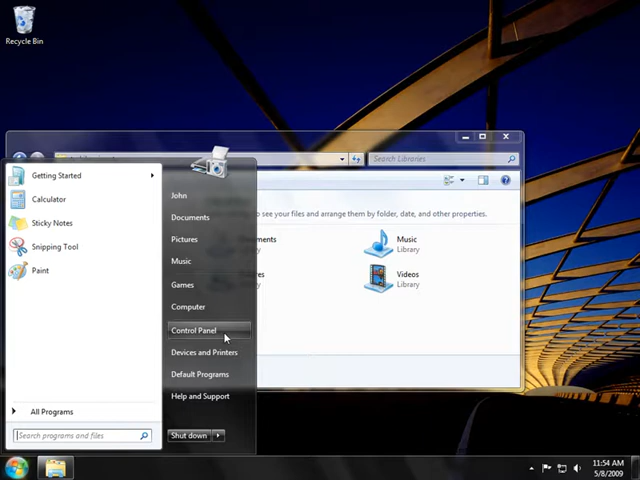 Recycle Bin
Search Libraries
to see your files and arrange them by folder, date, and other properties.
Music
Library
Videos
Library
Getting Started
Calculator
Sticky Notes
Snipping Tool
Paint
All Programs
Search programs and files
John
Documents
Pictures
Music
Games
Computer
Control Panel
Devices and Printers
Default Programs
Help and Support
Shut down
11:54 AM
5/8/2009